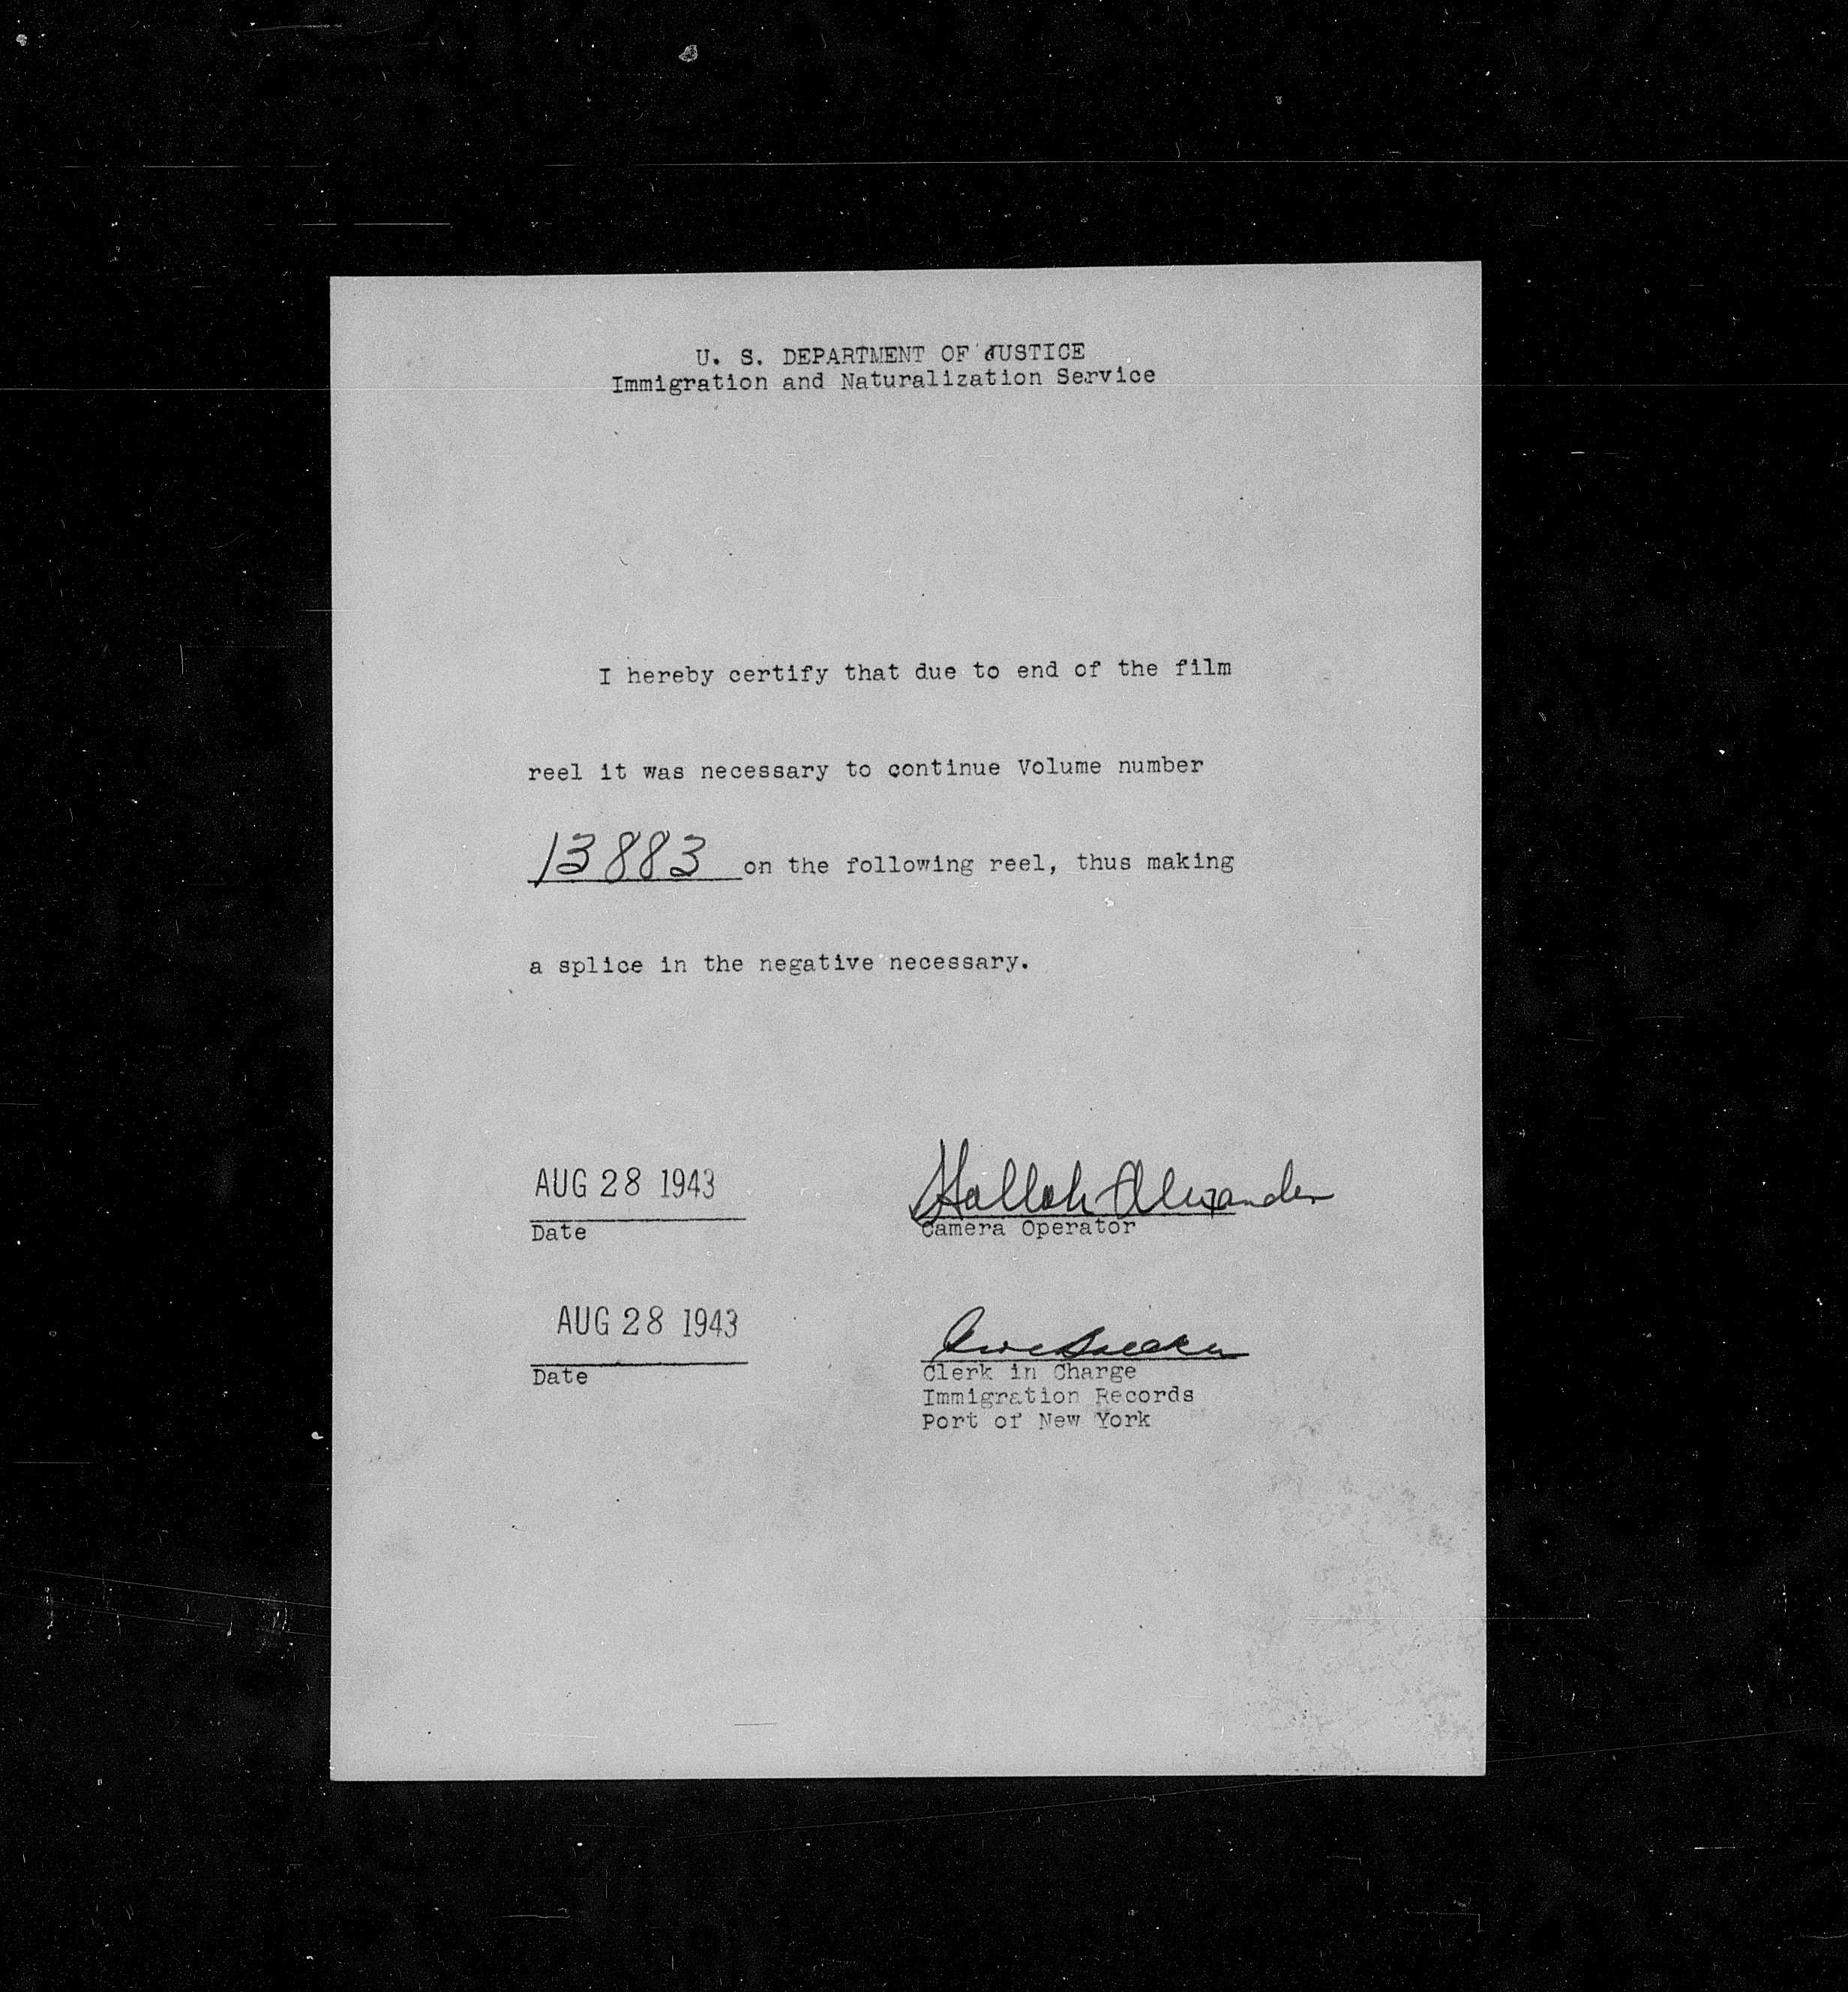 U. S. DEPARTMENT OF JUSTICE
Immigration and Naturalization Service
I hereby certify that due to end of the film
reel it was necessary to continue Volume number
13883 on the following reel, thus making
a splice in the negative necessary.
AUG 28 1943
Alexander
Date
Camera Operator
AUG 28 1943
Date
Clerk in Charge
Immigration Records
Port of New York